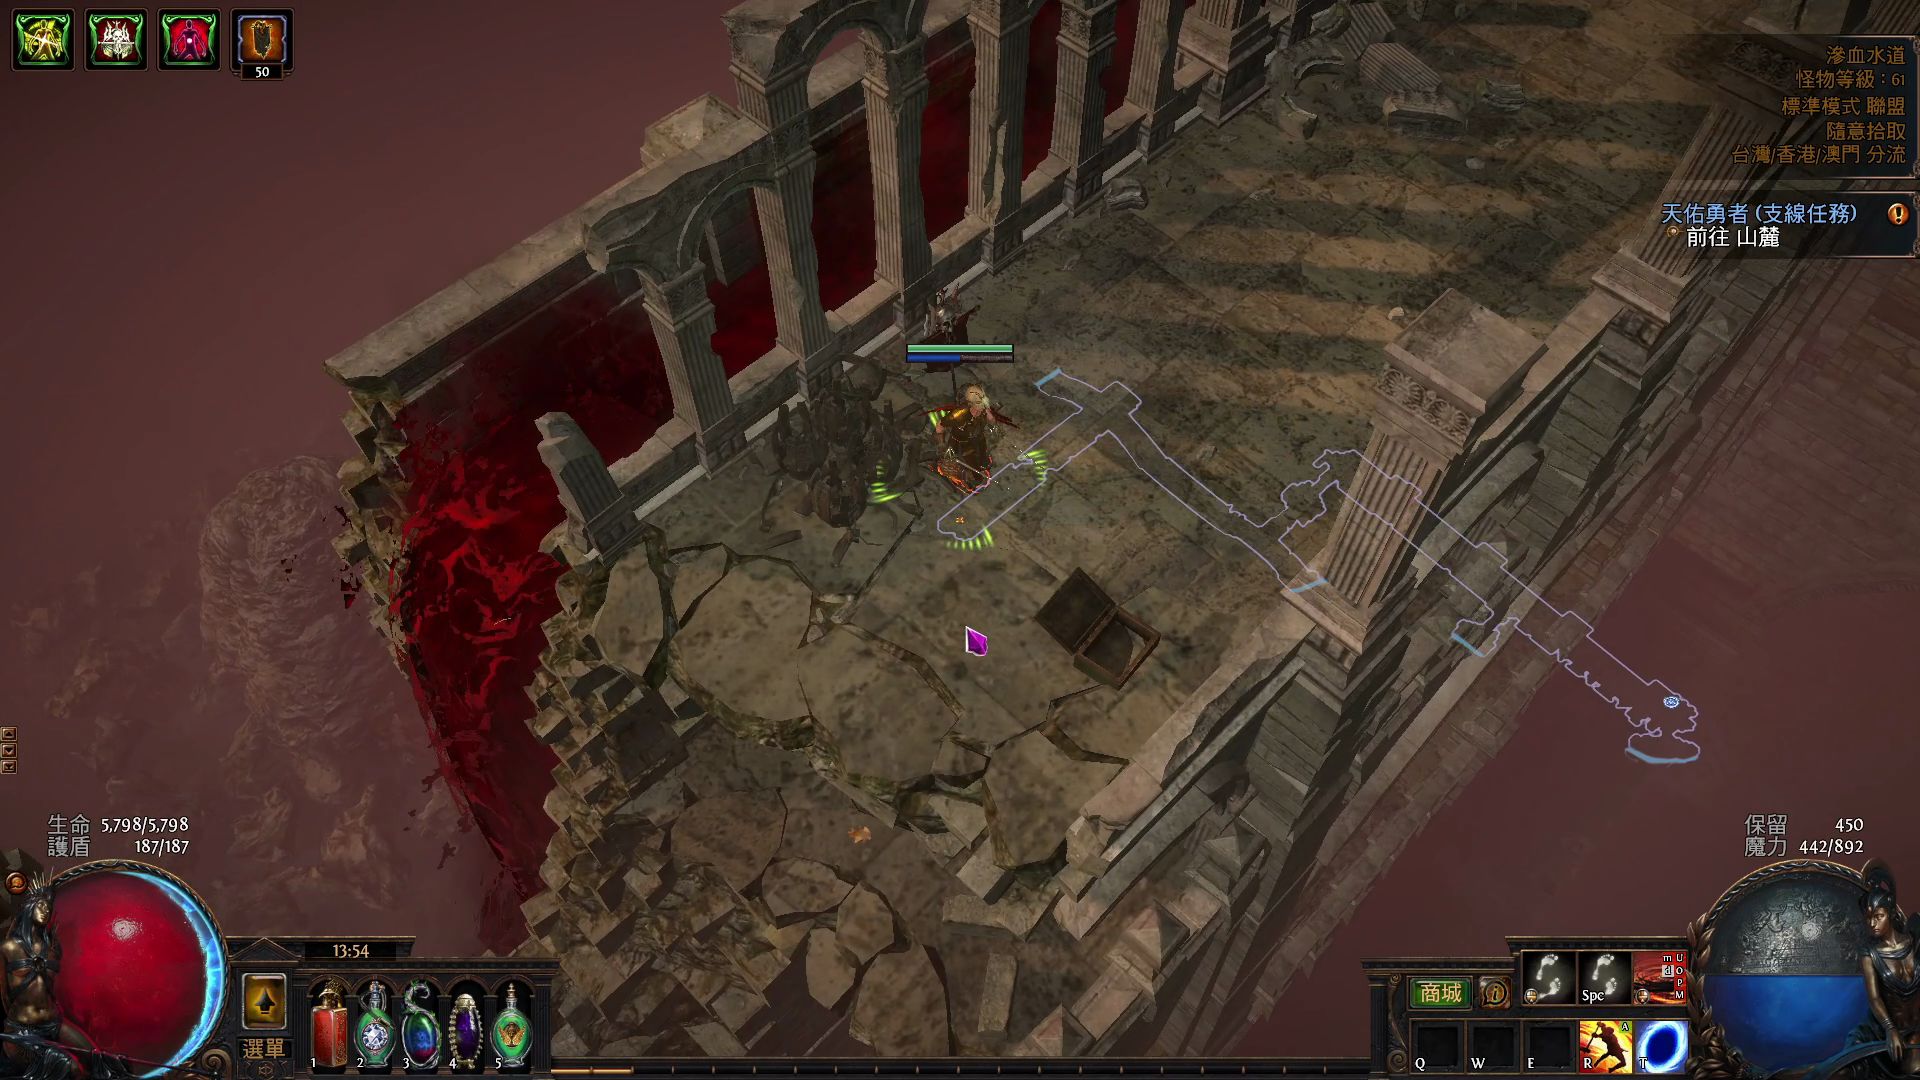 50
滲血水道
怪物等級：61
標準模式 聯盟
隨意拾取
台灣/香港/澳門 分流
天佑勇者 (支線任務)
前往 山麓
生命 5,798/5,798
護盾 187/187
保留 450
魔力 442/892
13:54
選單
1 2 3 4 5
商城
Spc
m U
d O
P
M
Q W E R A T